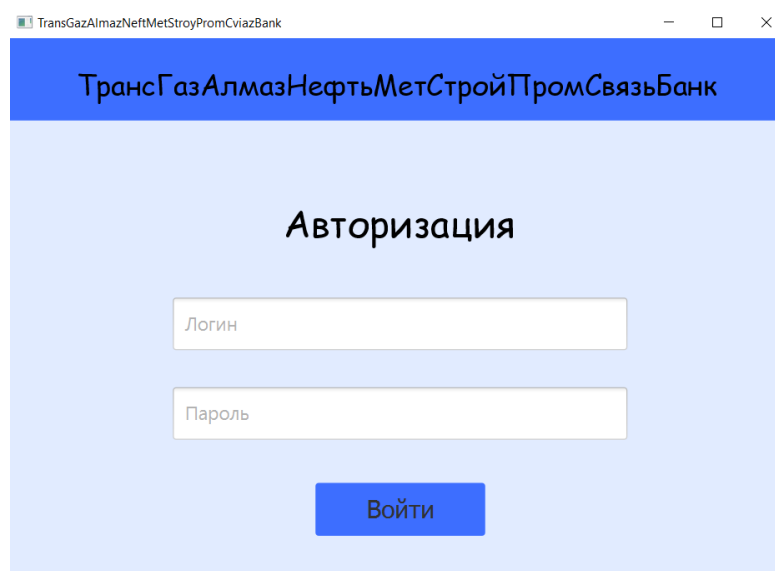 TransGazAlmazNeftMetStroyPromCviazBank
ТрансГазАлмазНефтьМетСтройПромСвязьБанк
Авторизация
Логин
Пароль
Войти